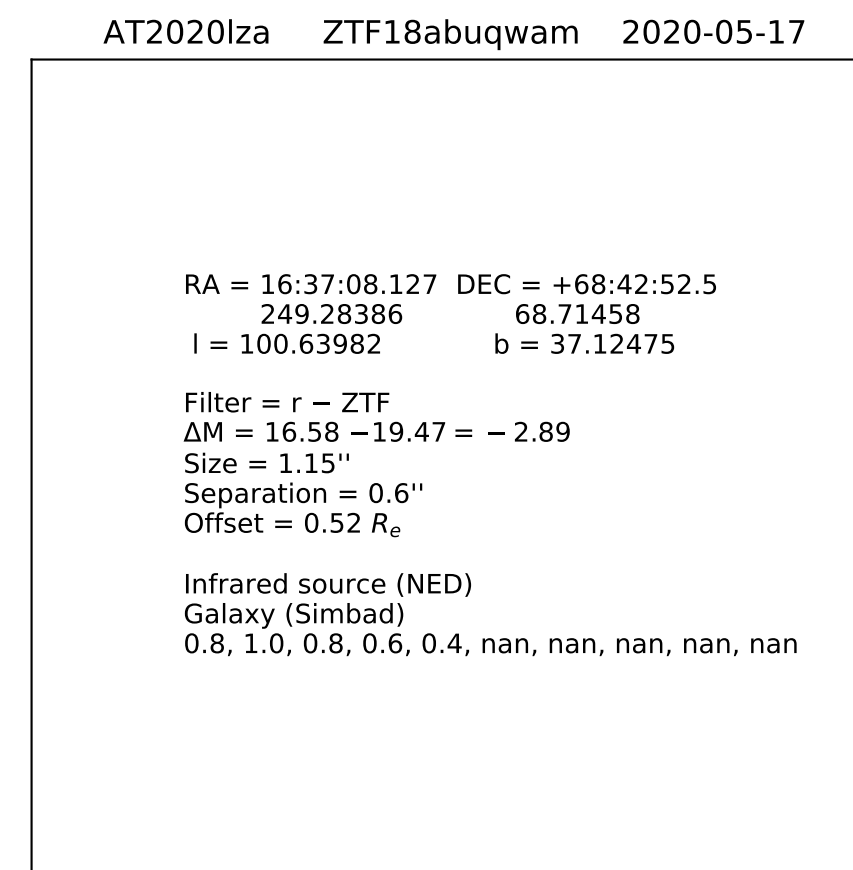 AT2020lza ZTF18abuqwam 2020-05-17
RA = 16:37:08.127 DEC = +68:42:52.5
249.28386 68.71458
l = 100.63982 b = 37.12475
Filter = r − ZTF
ΔM = 16.58 −19.47 = − 2.89
Size = 1.15''
Separation = 0.6''
Offset = 0.52 Re
Infrared source (NED)
Galaxy (Simbad)
0.8, 1.0, 0.8, 0.6, 0.4, nan, nan, nan, nan, nan